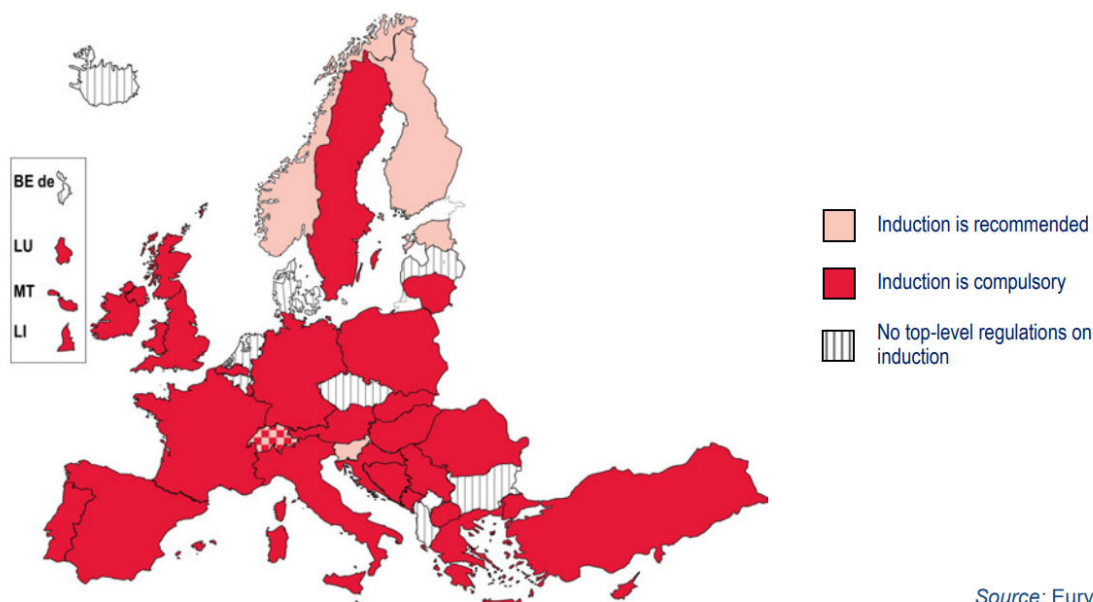 BE de
LU
MT
LI
Induction is recommended
Induction is compulsory
No top-level regulations on
induction
Source: Eury